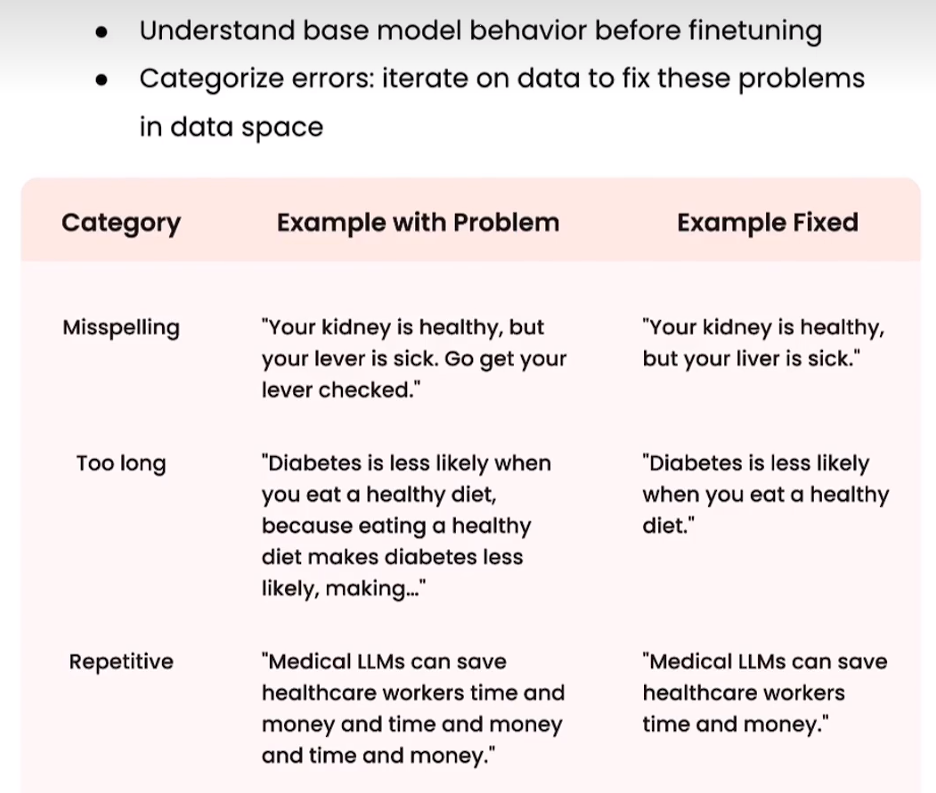 • Understand base model behavior before finetuning
• Categorize errors: iterate on data to fix these problems
in data space
Category Example with Problem Example Fixed
Misspelling
"Your kidney is healthy, but
your lever is sick. Go get your
lever checked."
"Your kidney is healthy,
but your liver is sick."
Too long
"Diabetes is less likely when
you eat a healthy diet,
because eating a healthy
diet makes diabetes less
likely, making..."
"Diabetes is less likely
when you eat a healthy
diet."
Repetitive
"Medical LLMs can save
healthcare workers time and
money and time and money
and time and money."
"Medical LLMs can save
healthcare workers
time and money."